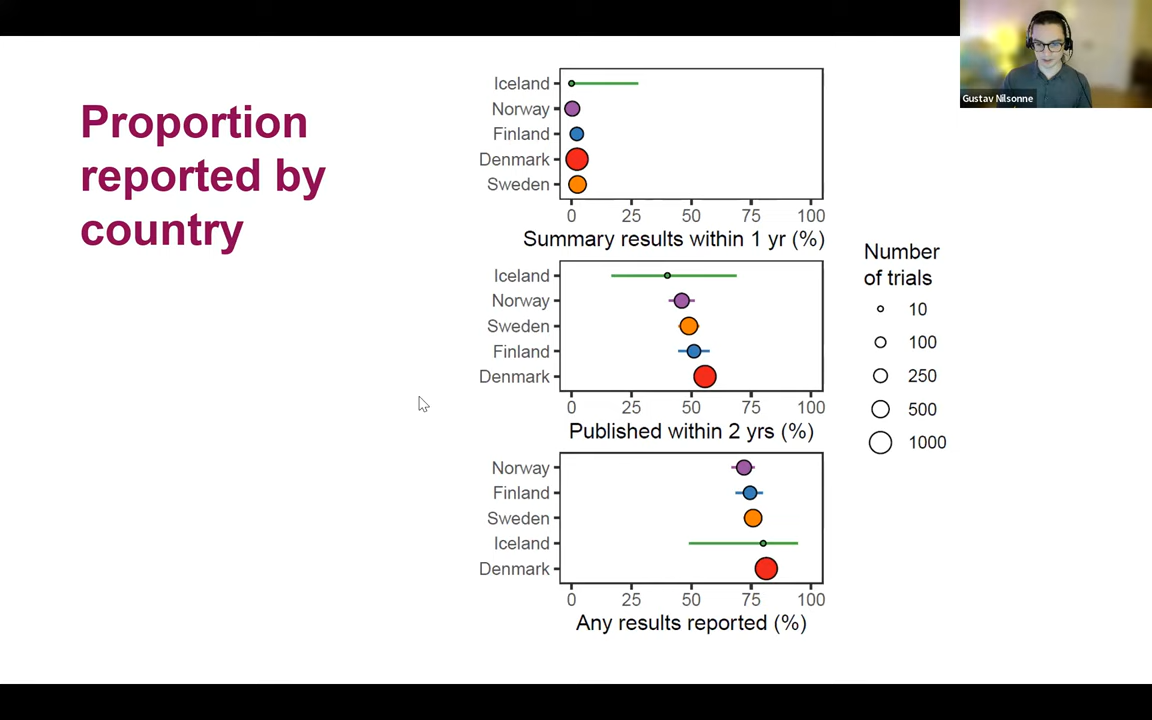 Proportion
reported by
country
Gustav Nilsonne
Iceland
Norway
Finland
Denmark
Sweden
0 25 50 75 100
Summary results within 1 yr (%)
Iceland
Norway
Sweden
Finland
Denmark
0 25 50 75 100
Published within 2 yrs (%)
Norway
Finland
Sweden
Iceland
Denmark
0 25 50 75 100
Any results reported (%)
Number
of trials
10
100
250
500
1000